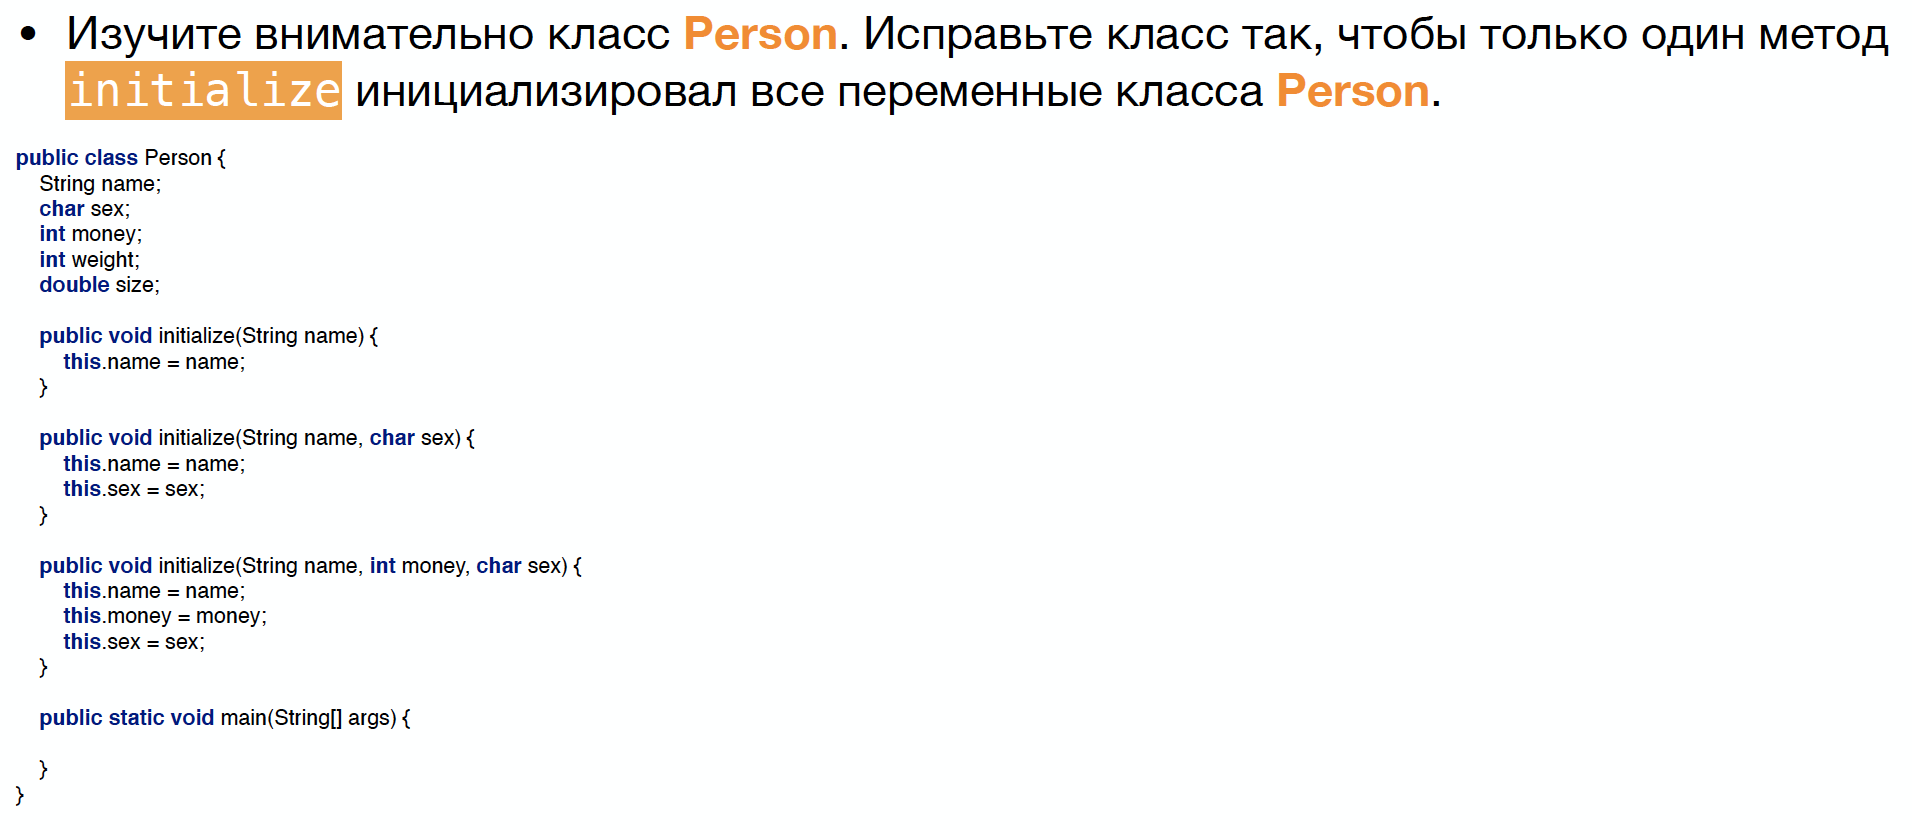 • Изучите внимательно класс Person. Исправьте класс так, чтобы только один метод
initialize инициализировал все переменные класса Person.
public class Person {
String name;
char sex;
int money;
int weight;
double size;
public void initialize(String name) {
this.name = name;
}
public void initialize(String name, char sex) {
this.name = name;
this.sex = sex;
}
public void initialize(String name, int money, char sex) {
this.name = name;
this.money = money;
this.sex = sex;
}
public static void main(String[] args) {
}
}